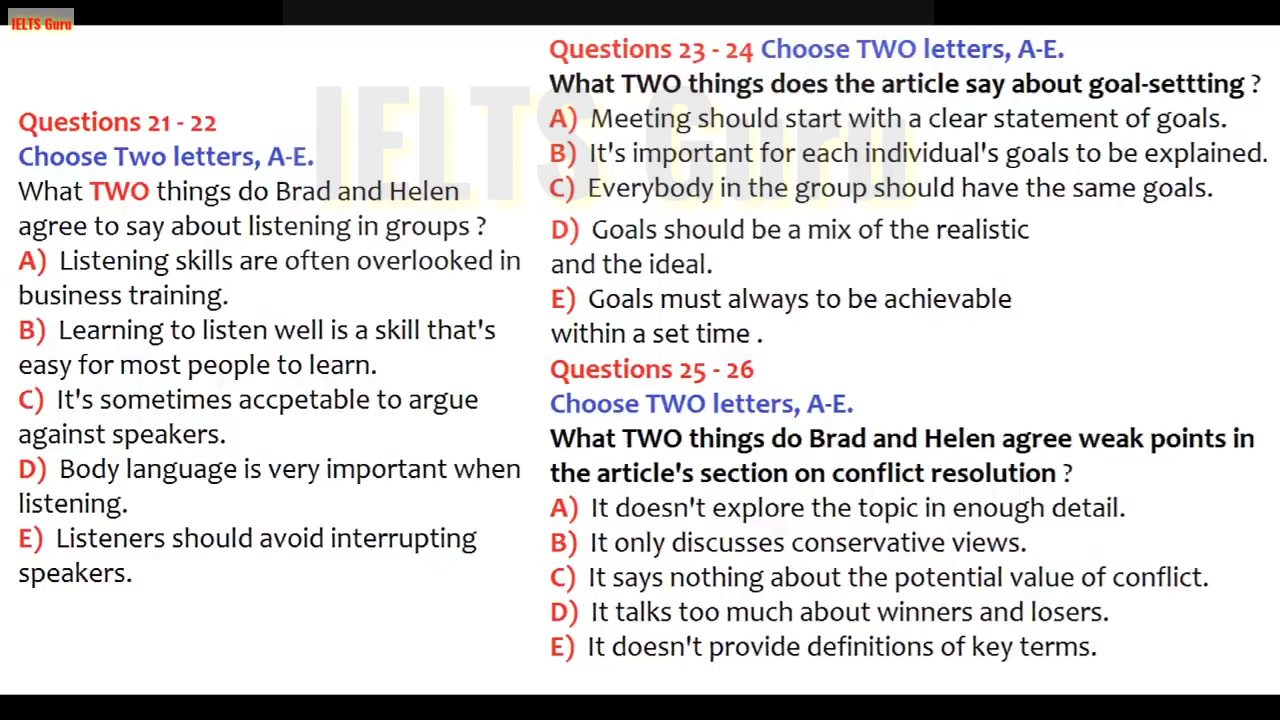 IELTS Guru
IELTS Guru
Questions 21 - 22
Choose Two letters, A-E.
What TWO things do Brad and Helen
agree to say about listening in groups ?
A) Listening skills are often overlooked in
business training.
B) Learning to listen well is a skill that's
easy for most people to learn.
C) It's sometimes accpetable to argue
against speakers.
D) Body language is very important when
listening.
E) Listeners should avoid interrupting
speakers.
Questions 23 - 24 Choose TWO letters, A-E.
What TWO things does the article say about goal-settting ?
A) Meeting should start with a clear statement of goals.
B) It's important for each individual's goals to be explained.
C) Everybody in the group should have the same goals.
D) Goals should be a mix of the realistic
and the ideal.
E) Goals must always to be achievable
within a set time .
Questions 25 - 26
Choose TWO letters, A-E.
What TWO things do Brad and Helen agree weak points in
the article's section on conflict resolution ?
A) It doesn't explore the topic in enough detail.
B) It only discusses conservative views.
C) It says nothing about the potential value of conflict.
D) It talks too much about winners and losers.
E) It doesn't provide definitions of key terms.